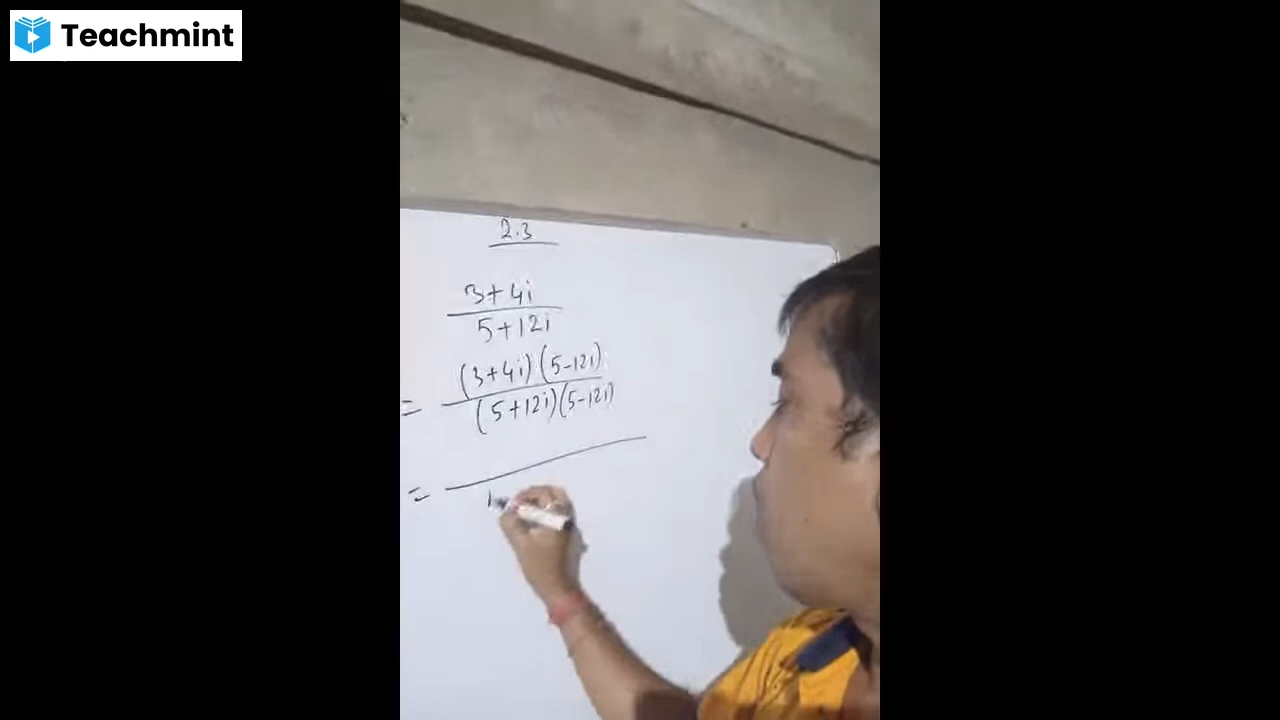 Teachmint
2.3
3+4i
5+12i
(3+4i)(5-12i)
=
(5+12i)(5-12i)
=